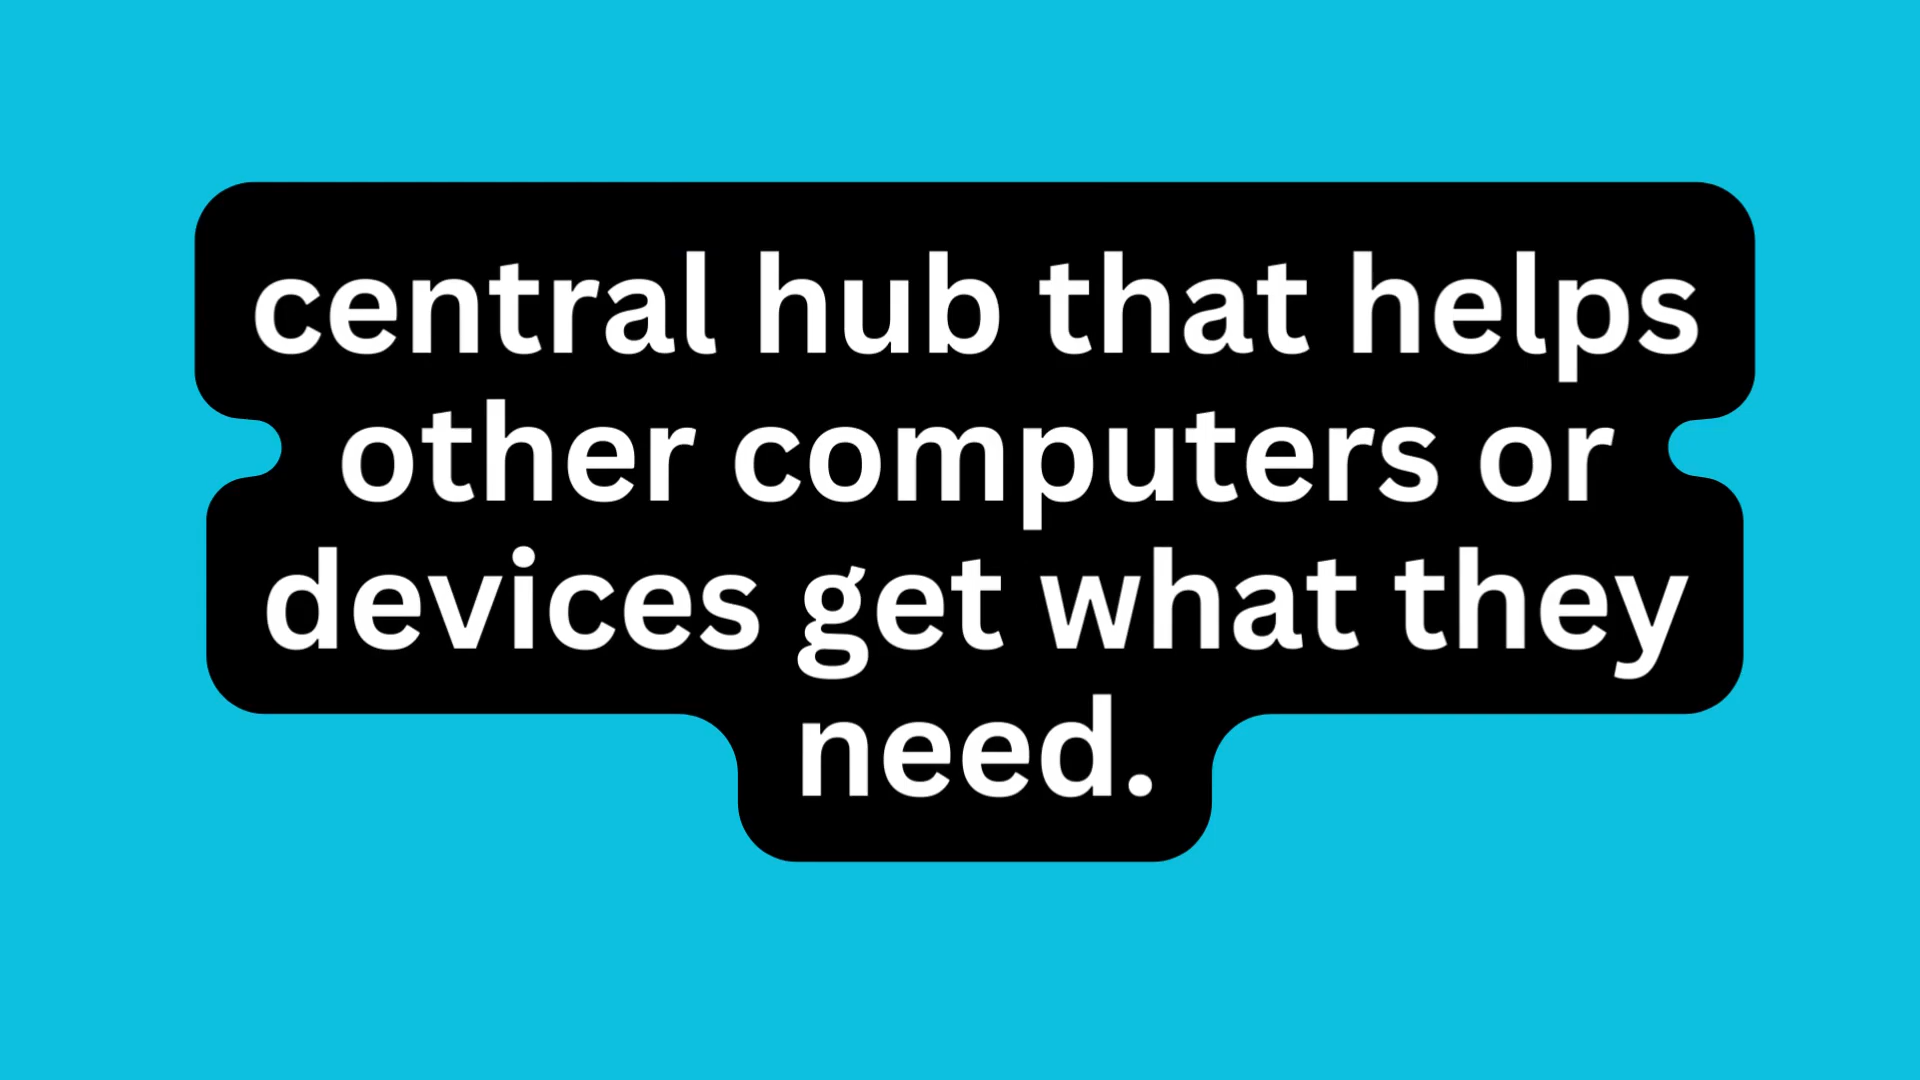 central hub that helps
other computers or
devices get what they
need.